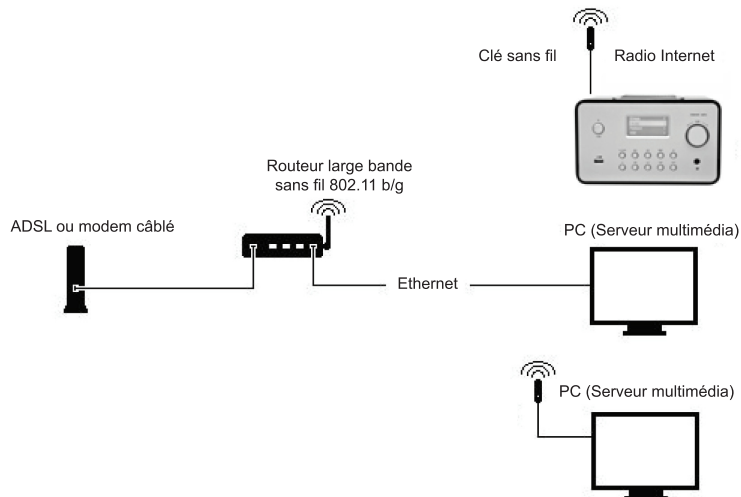 Clé sans fil
Radio Internet
Routeur large bande
sans fil 802.11 b/g
ADSL ou modem câblé
PC (Serveur multimédia)
Ethernet
PC (Serveur multimédia)